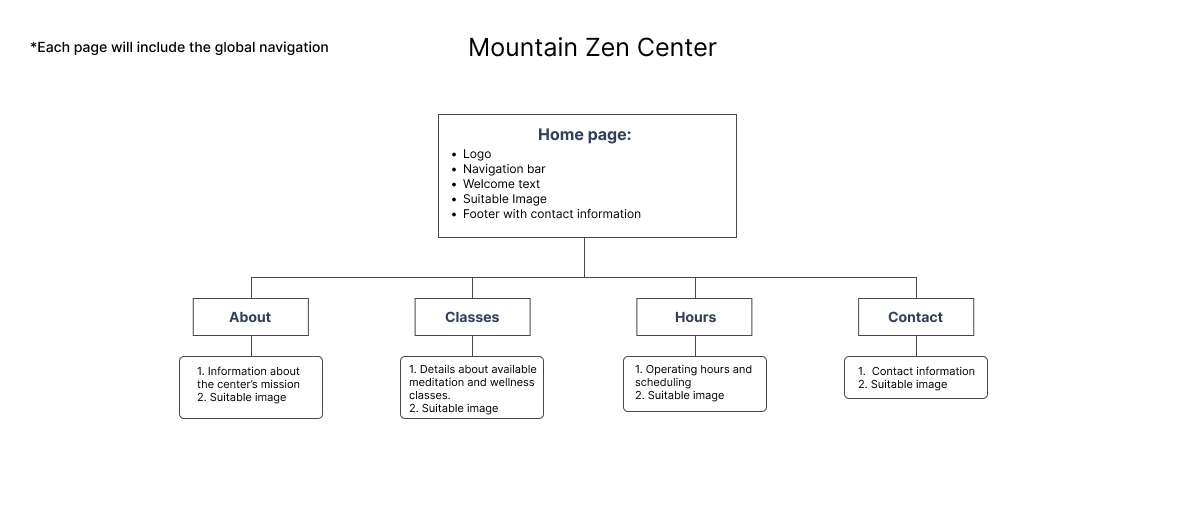 *Each page will include the global navigation
Mountain Zen Center
Home page:
• Logo
• Navigation bar
• Welcome text
• Suitable Image
• Footer with contact information
About
Classes
Hours
Contact
1. Information about
the center’s mission
2. Suitable image
1. Details about available
meditation and wellness
classes.
2. Suitable image
1. Operating hours and
scheduling
2. Suitable image
1. Contact information
2. Suitable image